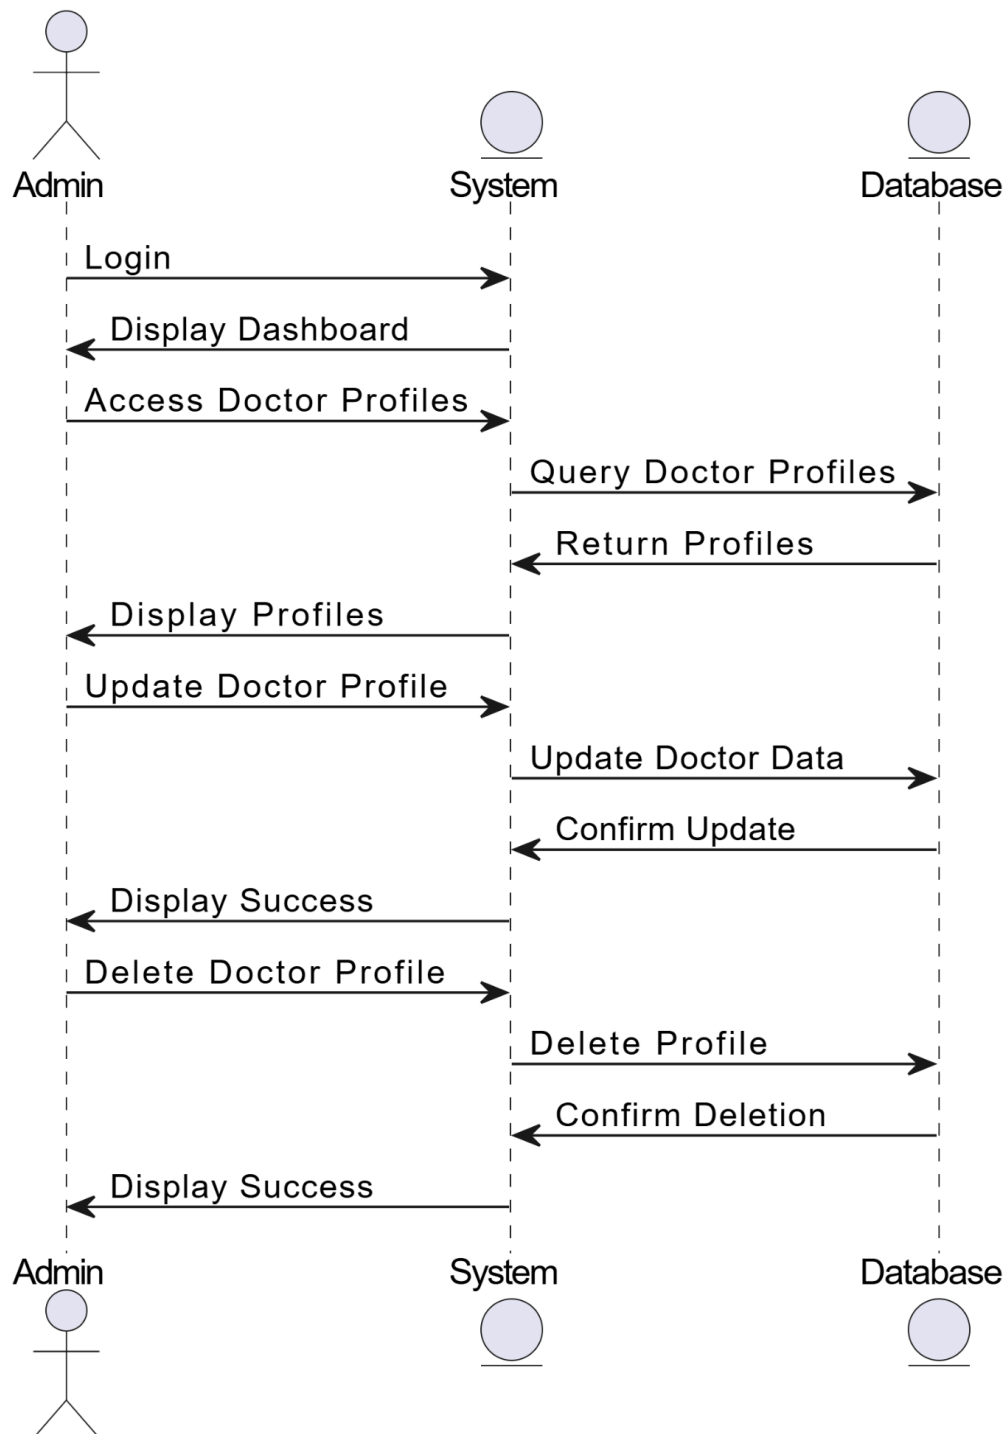 Admin System Database
Login
Display Dashboard
Access Doctor Profiles
Query Doctor Profiles
Return Profiles
Display Profiles
Update Doctor Profile
Update Doctor Data
Confirm Update
Display Success
Delete Doctor Profile
Delete Profile
Confirm Deletion
Display Success
Admin System Database